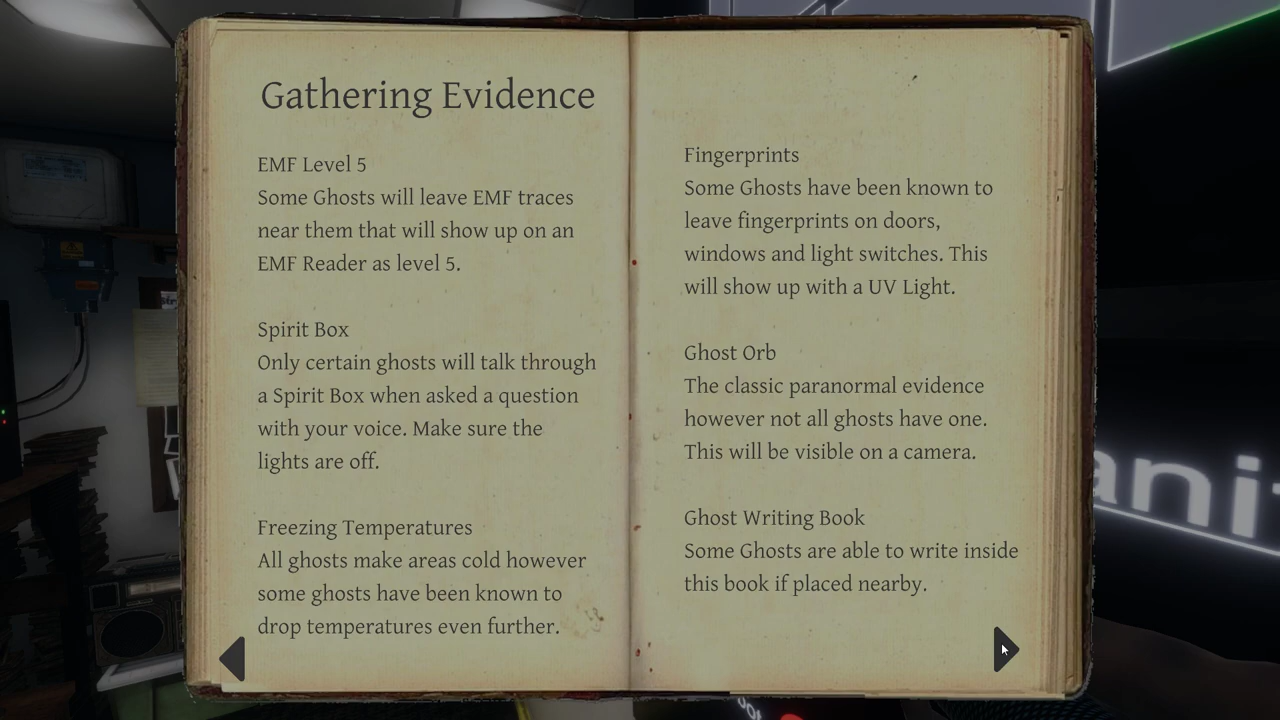 Gathering Evidence
EMF Level 5
Some Ghosts will leave EMF traces
near them that will show up on an
EMF Reader as level 5.
Spirit Box
Only certain ghosts will talk through
a Spirit Box when asked a question
with your voice. Make sure the
lights are off.
Freezing Temperatures
All ghosts make areas cold however
some ghosts have been known to
drop temperatures even further.
Fingerprints
Some Ghosts have been known to
leave fingerprints on doors,
windows and light switches. This
will show up with a UV Light.
Ghost Orb
The classic paranormal evidence
however not all ghosts have one.
This will be visible on a camera.
Ghost Writing Book
Some Ghosts are able to write inside
this book if placed nearby.